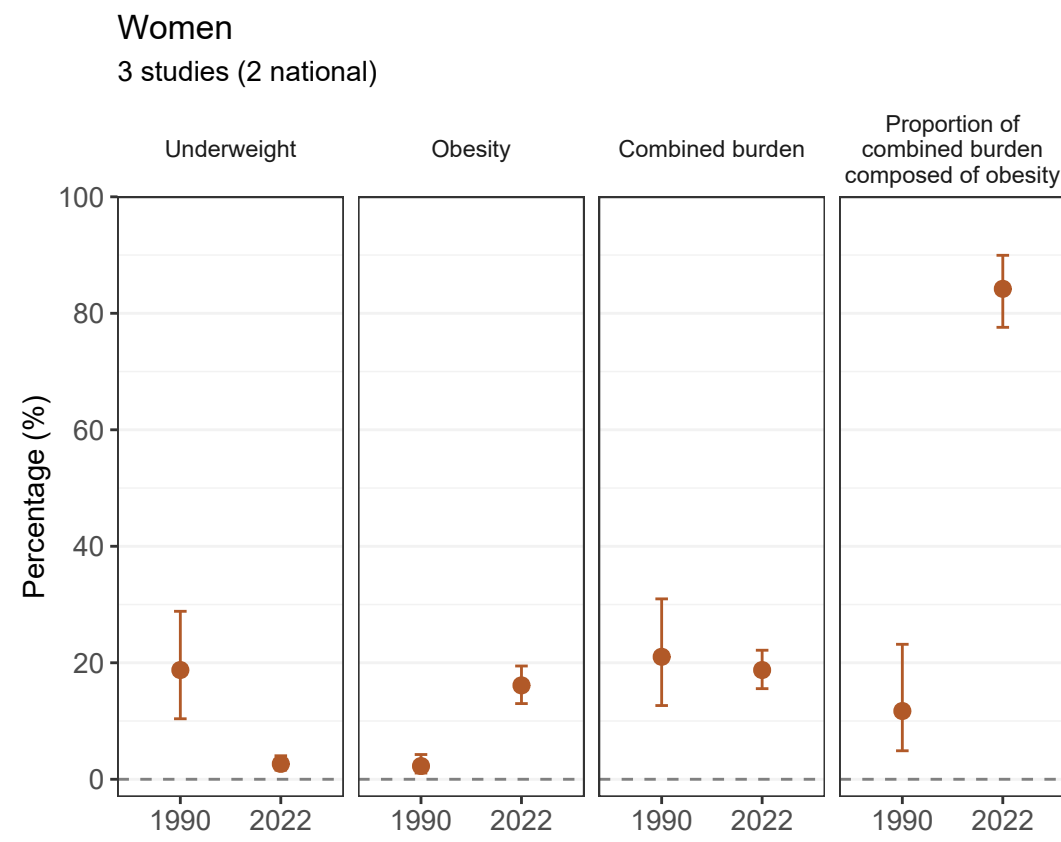 Women
3 studies (2 national)
Underweight
Obesity
Combined burden
Proportion of
combined burden
composed of obesity
Percentage (%)
100
80
60
40
20
0
1990 2022
1990 2022
1990 2022
1990 2022